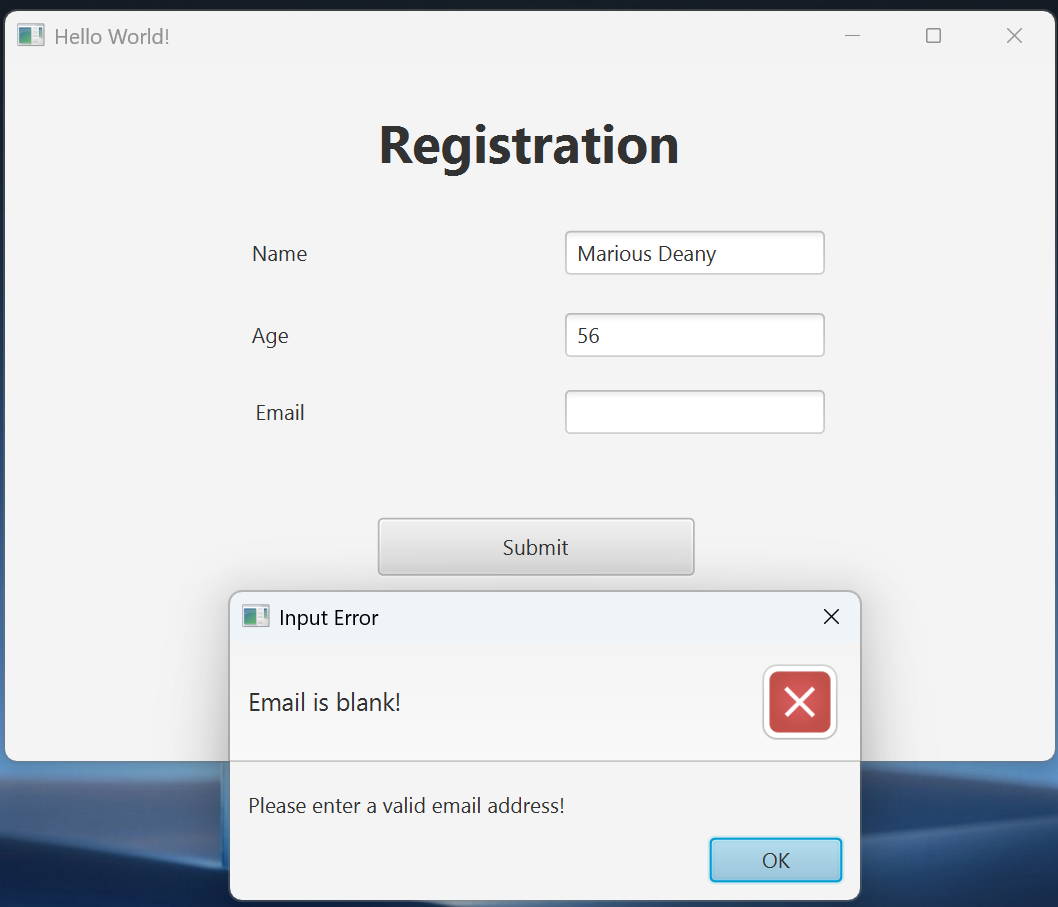 Hello World!
Registration
Name
Marious Deany
Age
56
Email
Submit
Input Error
Email is blank!
Please enter a valid email address!
OK